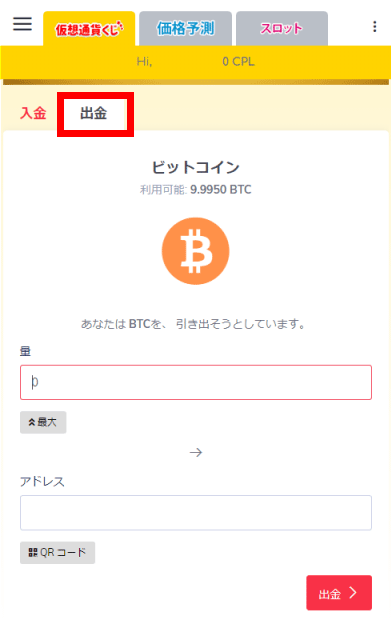 仮想通貨くじ 価格予測 スロット
Hi, 0 CPL
入金 出金
ビットコイン
利用可能: 9.9950 BTC
あなたは BTCを、 引き出そうとしています。
量
0
最大
アドレス
QR コード
出金